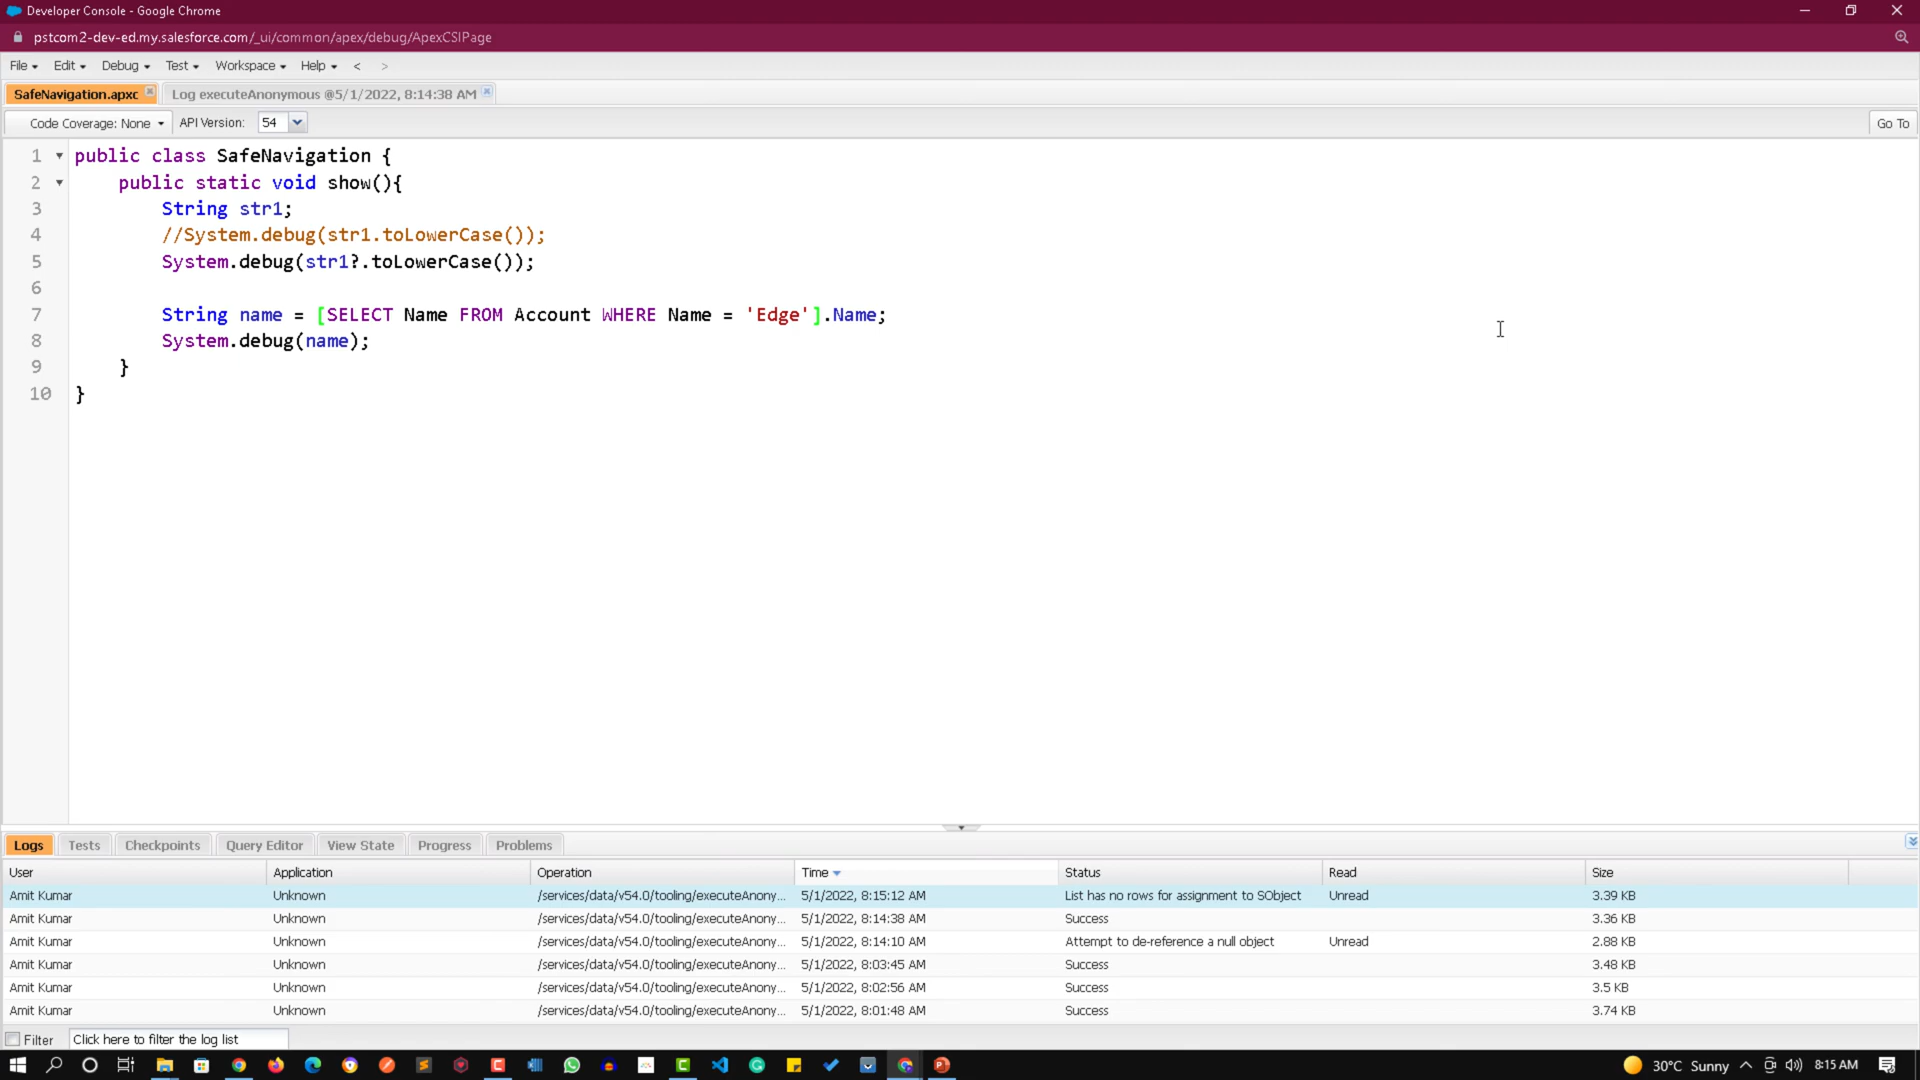 Developer Console - Google Chrome
pstcom2-dev-ed.my.salesforce.com/_ui/common/apex/debug/ApexCSIPage
File Edit Debug Test Workspace Help < >
SafeNavigation.apxc Log executeAnonymous @5/1/2022, 8:14:38 AM
Code Coverage: None API Version: 54 Go To
1 public class SafeNavigation {
2 public static void show(){
3 String str1;
4 //System.debug(str1.toLowerCase());
5 System.debug(str1?.toLowerCase());
6
7 String name = [SELECT Name FROM Account WHERE Name = 'Edge'].Name;
8 System.debug(name);
9 }
10 }
Logs Tests Checkpoints Query Editor View State Progress Problems
User Application Operation Time Status Read Size
Amit Kumar Unknown /services/data/v54.0/tooling/executeAnony... 5/1/2022, 8:15:12 AM List has no rows for assignment to SObject Unread 3.39 KB
Amit Kumar Unknown /services/data/v54.0/tooling/executeAnony... 5/1/2022, 8:14:38 AM Success 3.36 KB
Amit Kumar Unknown /services/data/v54.0/tooling/executeAnony... 5/1/2022, 8:14:10 AM Attempt to de-reference a null object Unread 2.88 KB
Amit Kumar Unknown /services/data/v54.0/tooling/executeAnony... 5/1/2022, 8:03:45 AM Success 3.48 KB
Amit Kumar Unknown /services/data/v54.0/tooling/executeAnony... 5/1/2022, 8:02:56 AM Success 3.5 KB
Amit Kumar Unknown /services/data/v54.0/tooling/executeAnony... 5/1/2022, 8:01:48 AM Success 3.74 KB
Filter Click here to filter the log list
30°C Sunny 8:15 AM